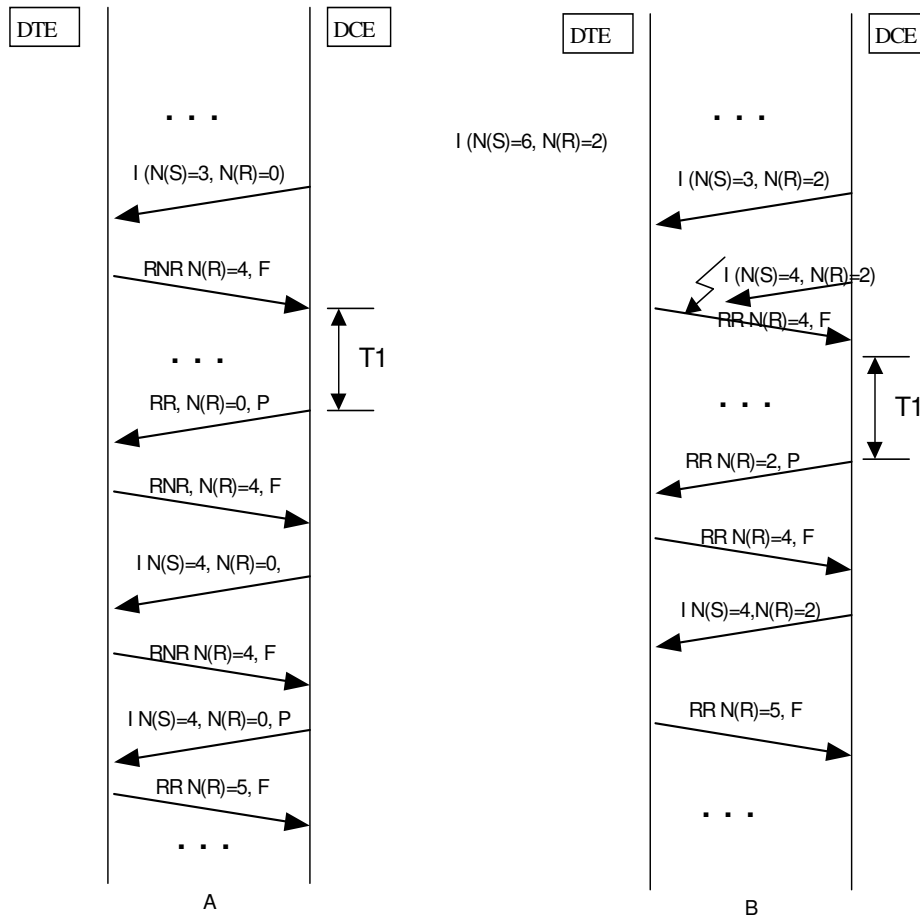 DTE
DCE
. . .
I (N(S)=3, N(R)=0)
RNR N(R)=4, F
T1
. . .
RR, N(R)=0, P
RNR, N(R)=4, F
I N(S)=4, N(R)=0,
RNR N(R)=4, F
I N(S)=4, N(R)=0, P
RR N(R)=5, F
. . .
A
I (N(S)=6, N(R)=2)
DTE
DCE
. . .
I (N(S)=3, N(R)=2)
I (N(S)=4, N(R)=2)
RR N(R)=4, F
T1
. . .
RR N(R)=2, P
RR N(R)=4, F
I N(S)=4,N(R)=2)
RR N(R)=5, F
. . .
B